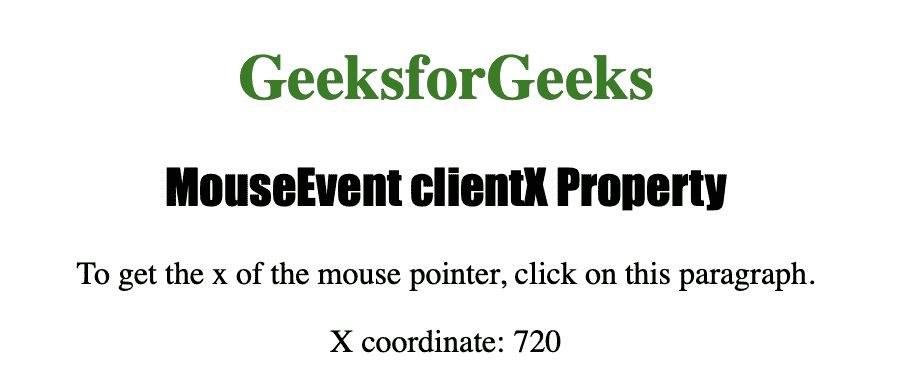 GeeksforGeeks
MouseEvent clientX Property
To get the x of the mouse pointer, click on this paragraph.
X coordinate: 720